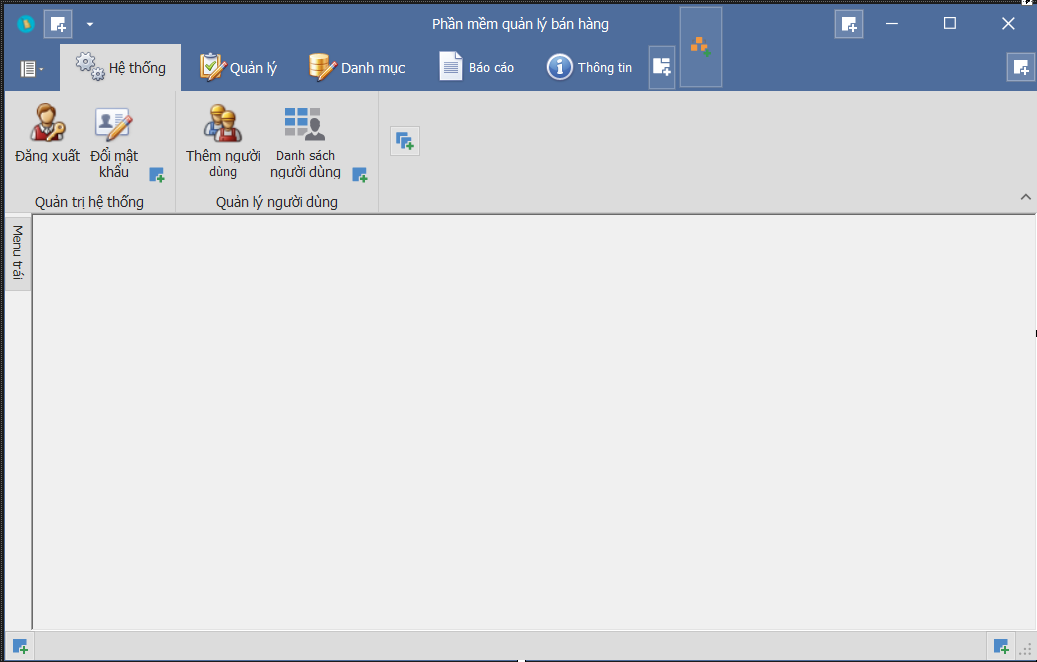 Phần mềm quản lý bán hàng
Hệ thống
Quản lý
Danh mục
Báo cáo
Thông tin
Đăng xuất
Đổi mật
khẩu
Thêm người
dùng
Danh sách
người dùng
Quản trị hệ thống
Quản lý người dùng
Menu trái